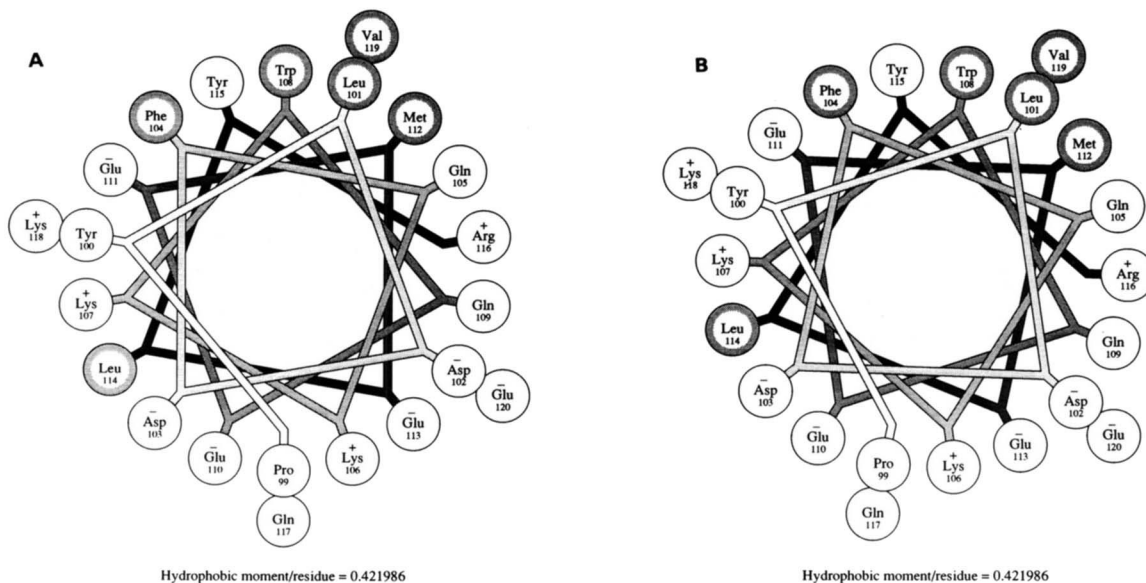 A
Val
119
Trp
108
Leu
101
Tyr
115
Phe
104
Met
112
−
Glu
111
Gln
105
+
Lys
118
Tyr
100
+
Arg
116
+
Lys
107
Gln
109
Leu
114
−
Asp
102
−
Glu
120
−
Asp
103
−
Glu
113
−
Glu
110
+
Lys
106
Pro
99
Gln
117
Hydrophobic moment/residue = 0.421986
B
Val
119
Tyr
115
Trp
108
Leu
101
Phe
104
−
Glu
111
Met
112
+
Lys
118
Tyr
100
Gln
105
+
Lys
107
+
Arg
116
Leu
114
Gln
109
−
Asp
103
−
Asp
102
−
Glu
120
−
Glu
110
−
Glu
113
+
Lys
106
Pro
99
Gln
117
Hydrophobic moment/residue = 0.421986